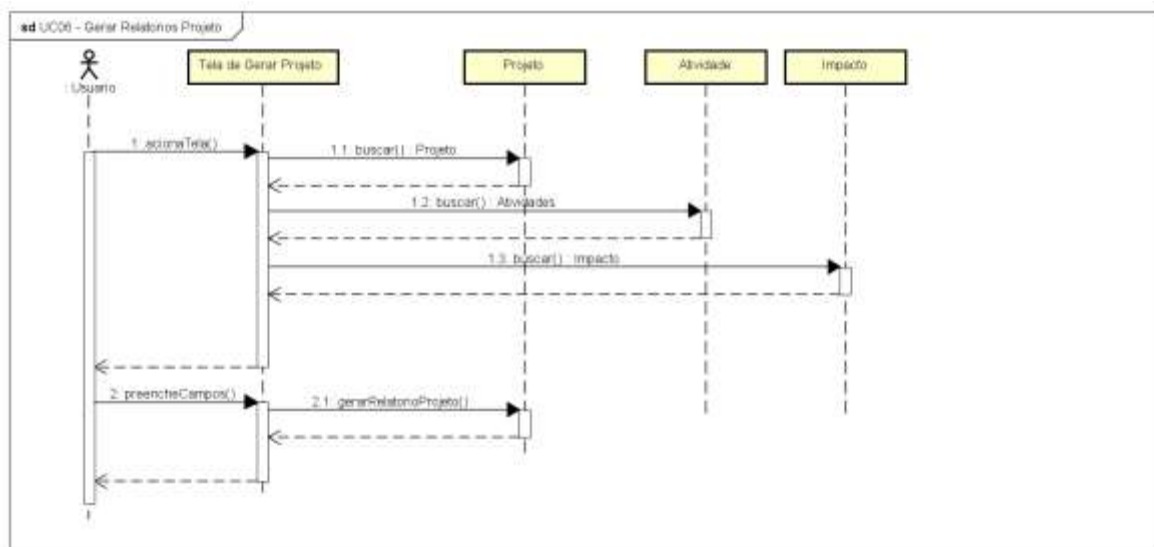 sd UC06 - Gerar Relatorios Projeto
: Usuario
Tela de Gerar Projeto
Projeto
Atividade
Impacto
1: acionaTela()
1.1: buscar() : Projeto
1.2: buscar() : Atividades
1.3: buscar() : Impacto
2: preencheCampos()
2.1: gerarRelatorioProjeto()